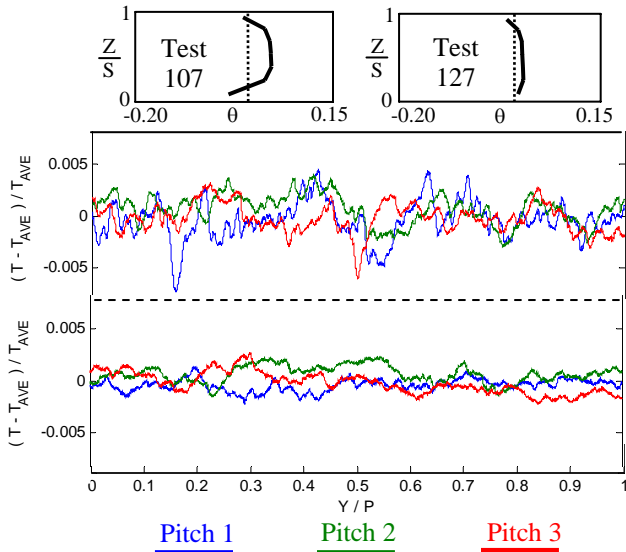 1
Z
S
0
Test
107
-0.20
θ
0.15
1
Z
S
0
Test
127
-0.20
θ
0.15
( T - TAVE ) / TAVE
0.005
0
-0.005
( T - TAVE ) / TAVE
0.005
0
-0.005
0 0.1 0.2 0.3 0.4 0.5 0.6 0.7 0.8 0.9 1
Y / P
Pitch 1 Pitch 2 Pitch 3